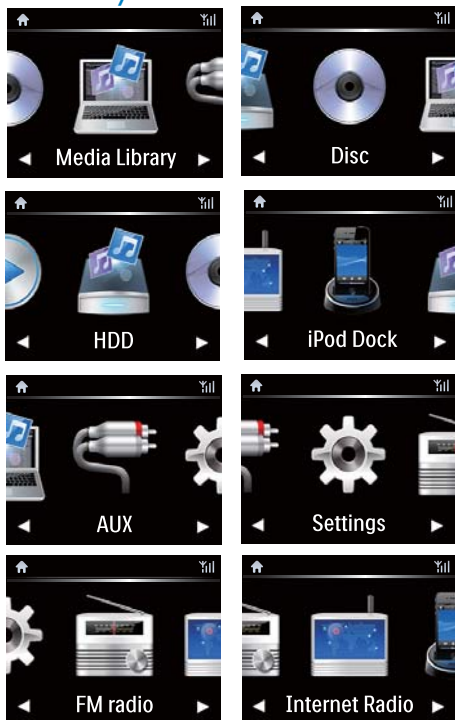 Media Library
Disc
HDD
iPod Dock
AUX
Settings
FM radio
Internet Radio